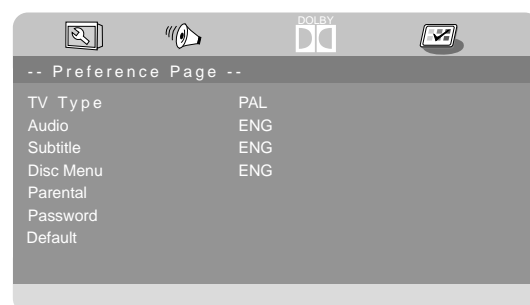 DOLBY
-- Preference Page --
TV Type PAL
Audio ENG
Subtitle ENG
Disc Menu ENG
Parental
Password
Default